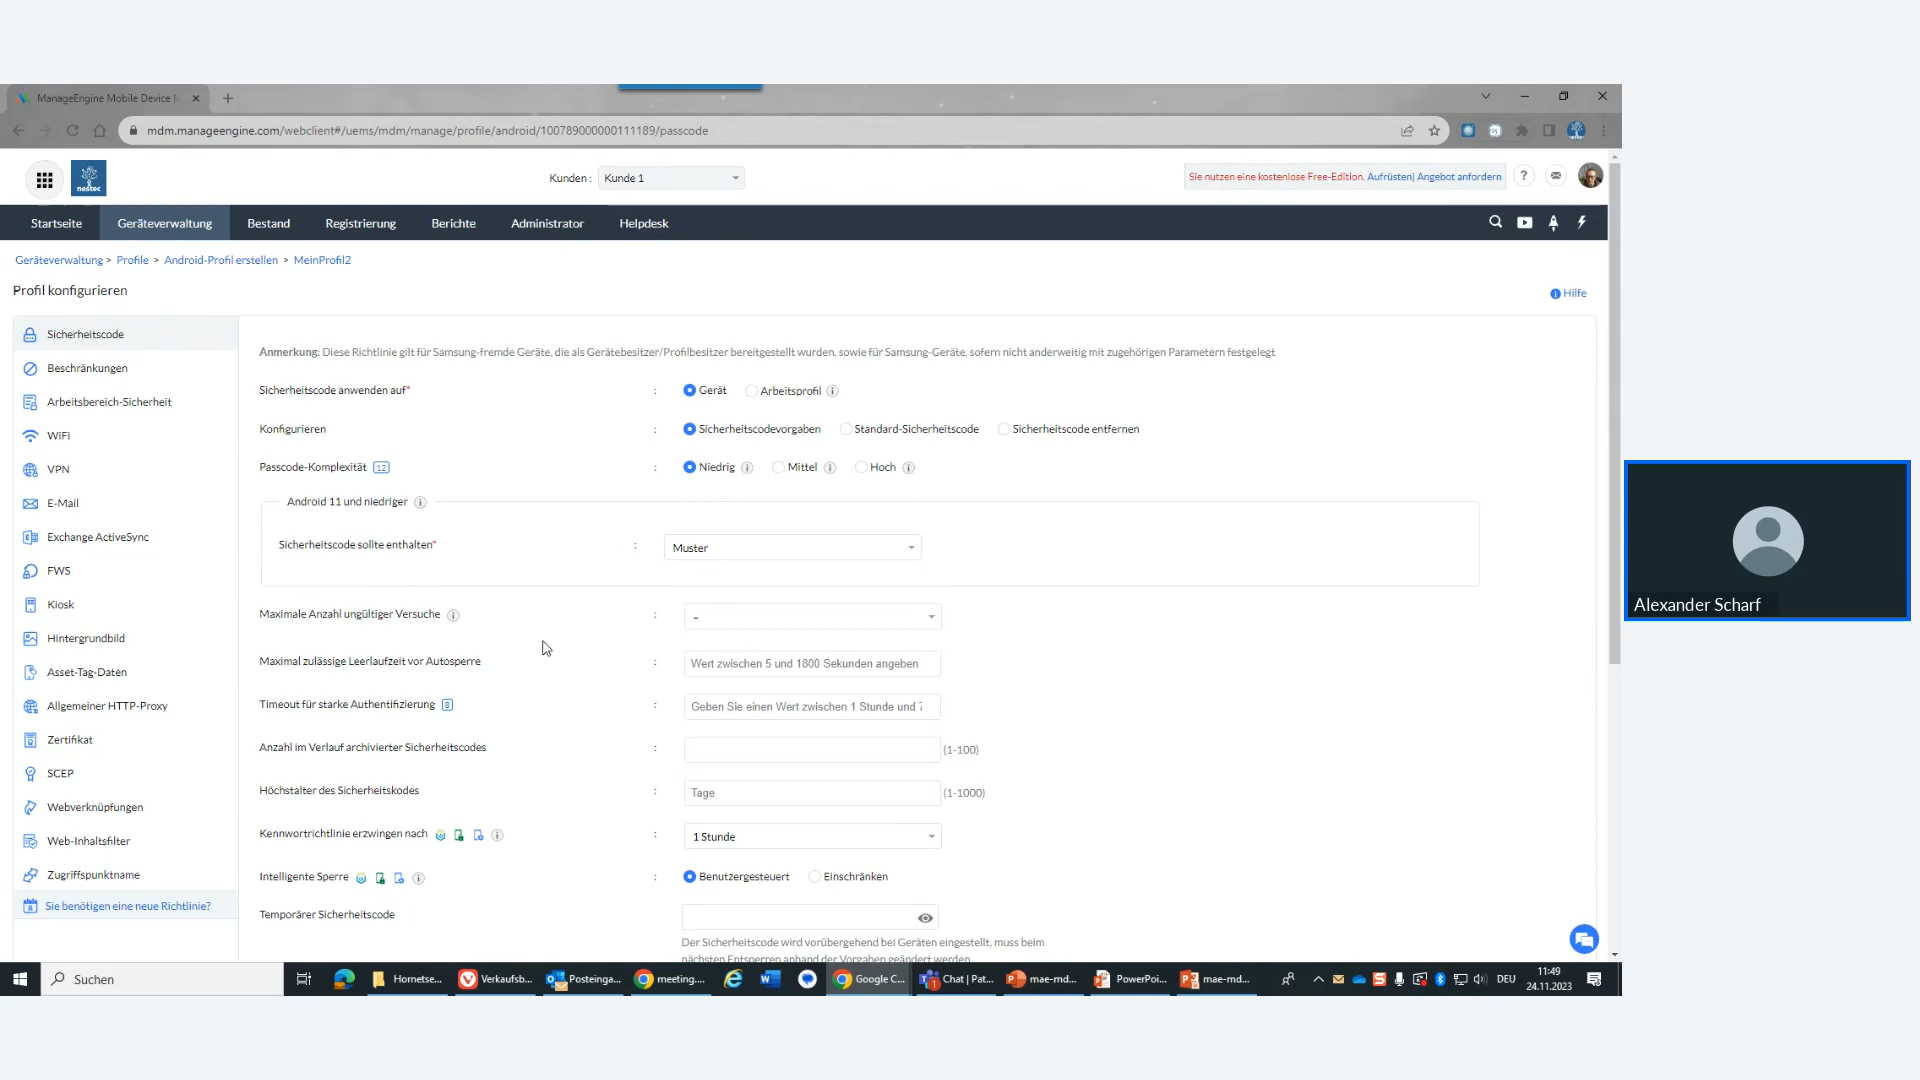 ManageEngine Mobile Device M
mdm.manageengine.com/webclient#/uems/mdm/manage/profile/android/100789000000111189/passcode
nestec
Kunden :
Kunde 1
Sie nutzen eine kostenlose Free-Edition. Aufrüsten| Angebot anfordern
?
Startseite
Geräteverwaltung
Bestand
Registrierung
Berichte
Administrator
Helpdesk
Geräteverwaltung > Profile > Android-Profil erstellen > MeinProfil2
Profil konfigurieren
Hilfe
Sicherheitscode
Beschränkungen
Arbeitsbereich-Sicherheit
WiFi
VPN
E-Mail
Exchange ActiveSync
FWS
Kiosk
Hintergrundbild
Asset-Tag-Daten
Allgemeiner HTTP-Proxy
Zertifikat
SCEP
Webverknüpfungen
Web-Inhaltsfilter
Zugriffspunktname
Sie benötigen eine neue Richtlinie?
Anmerkung: Diese Richtlinie gilt für Samsung-fremde Geräte, die als Gerätebesitzer/Profilbesitzer bereitgestellt wurden, sowie für Samsung-Geräte, sofern nicht anderweitig mit zugehörigen Parametern festgelegt
Sicherheitscode anwenden auf* : Gerät Arbeitsprofil
Konfigurieren : Sicherheitscodevorgaben Standard-Sicherheitscode Sicherheitscode entfernen
Passcode-Komplexität 12 : Niedrig Mittel Hoch
Android 11 und niedriger
Sicherheitscode sollte enthalten* : Muster
Maximale Anzahl ungültiger Versuche : -
Maximal zulässige Leerlaufzeit vor Autosperre : Wert zwischen 5 und 1800 Sekunden angeben
Timeout für starke Authentifizierung 8 : Geben Sie einen Wert zwischen 1 Stunde und 7
Anzahl im Verlauf archivierter Sicherheitscodes : (1-100)
Höchstalter des Sicherheitskodes : Tage (1-1000)
Kennwortrichtlinie erzwingen nach : 1 Stunde
Intelligente Sperre : Benutzergesteuert Einschränken
Temporärer Sicherheitscode
Der Sicherheitscode wird vorübergehend bei Geräten eingestellt, muss beim
nächsten Entsperren anhand der Vorgaben geändert werden
Suchen
Hornetse...
Verkaufsb...
Posteinga...
meeting....
Google C...
Chat | Pat...
mae-md...
PowerPoi...
mae-md...
DEU
11:49
24.11.2023
Alexander Scharf